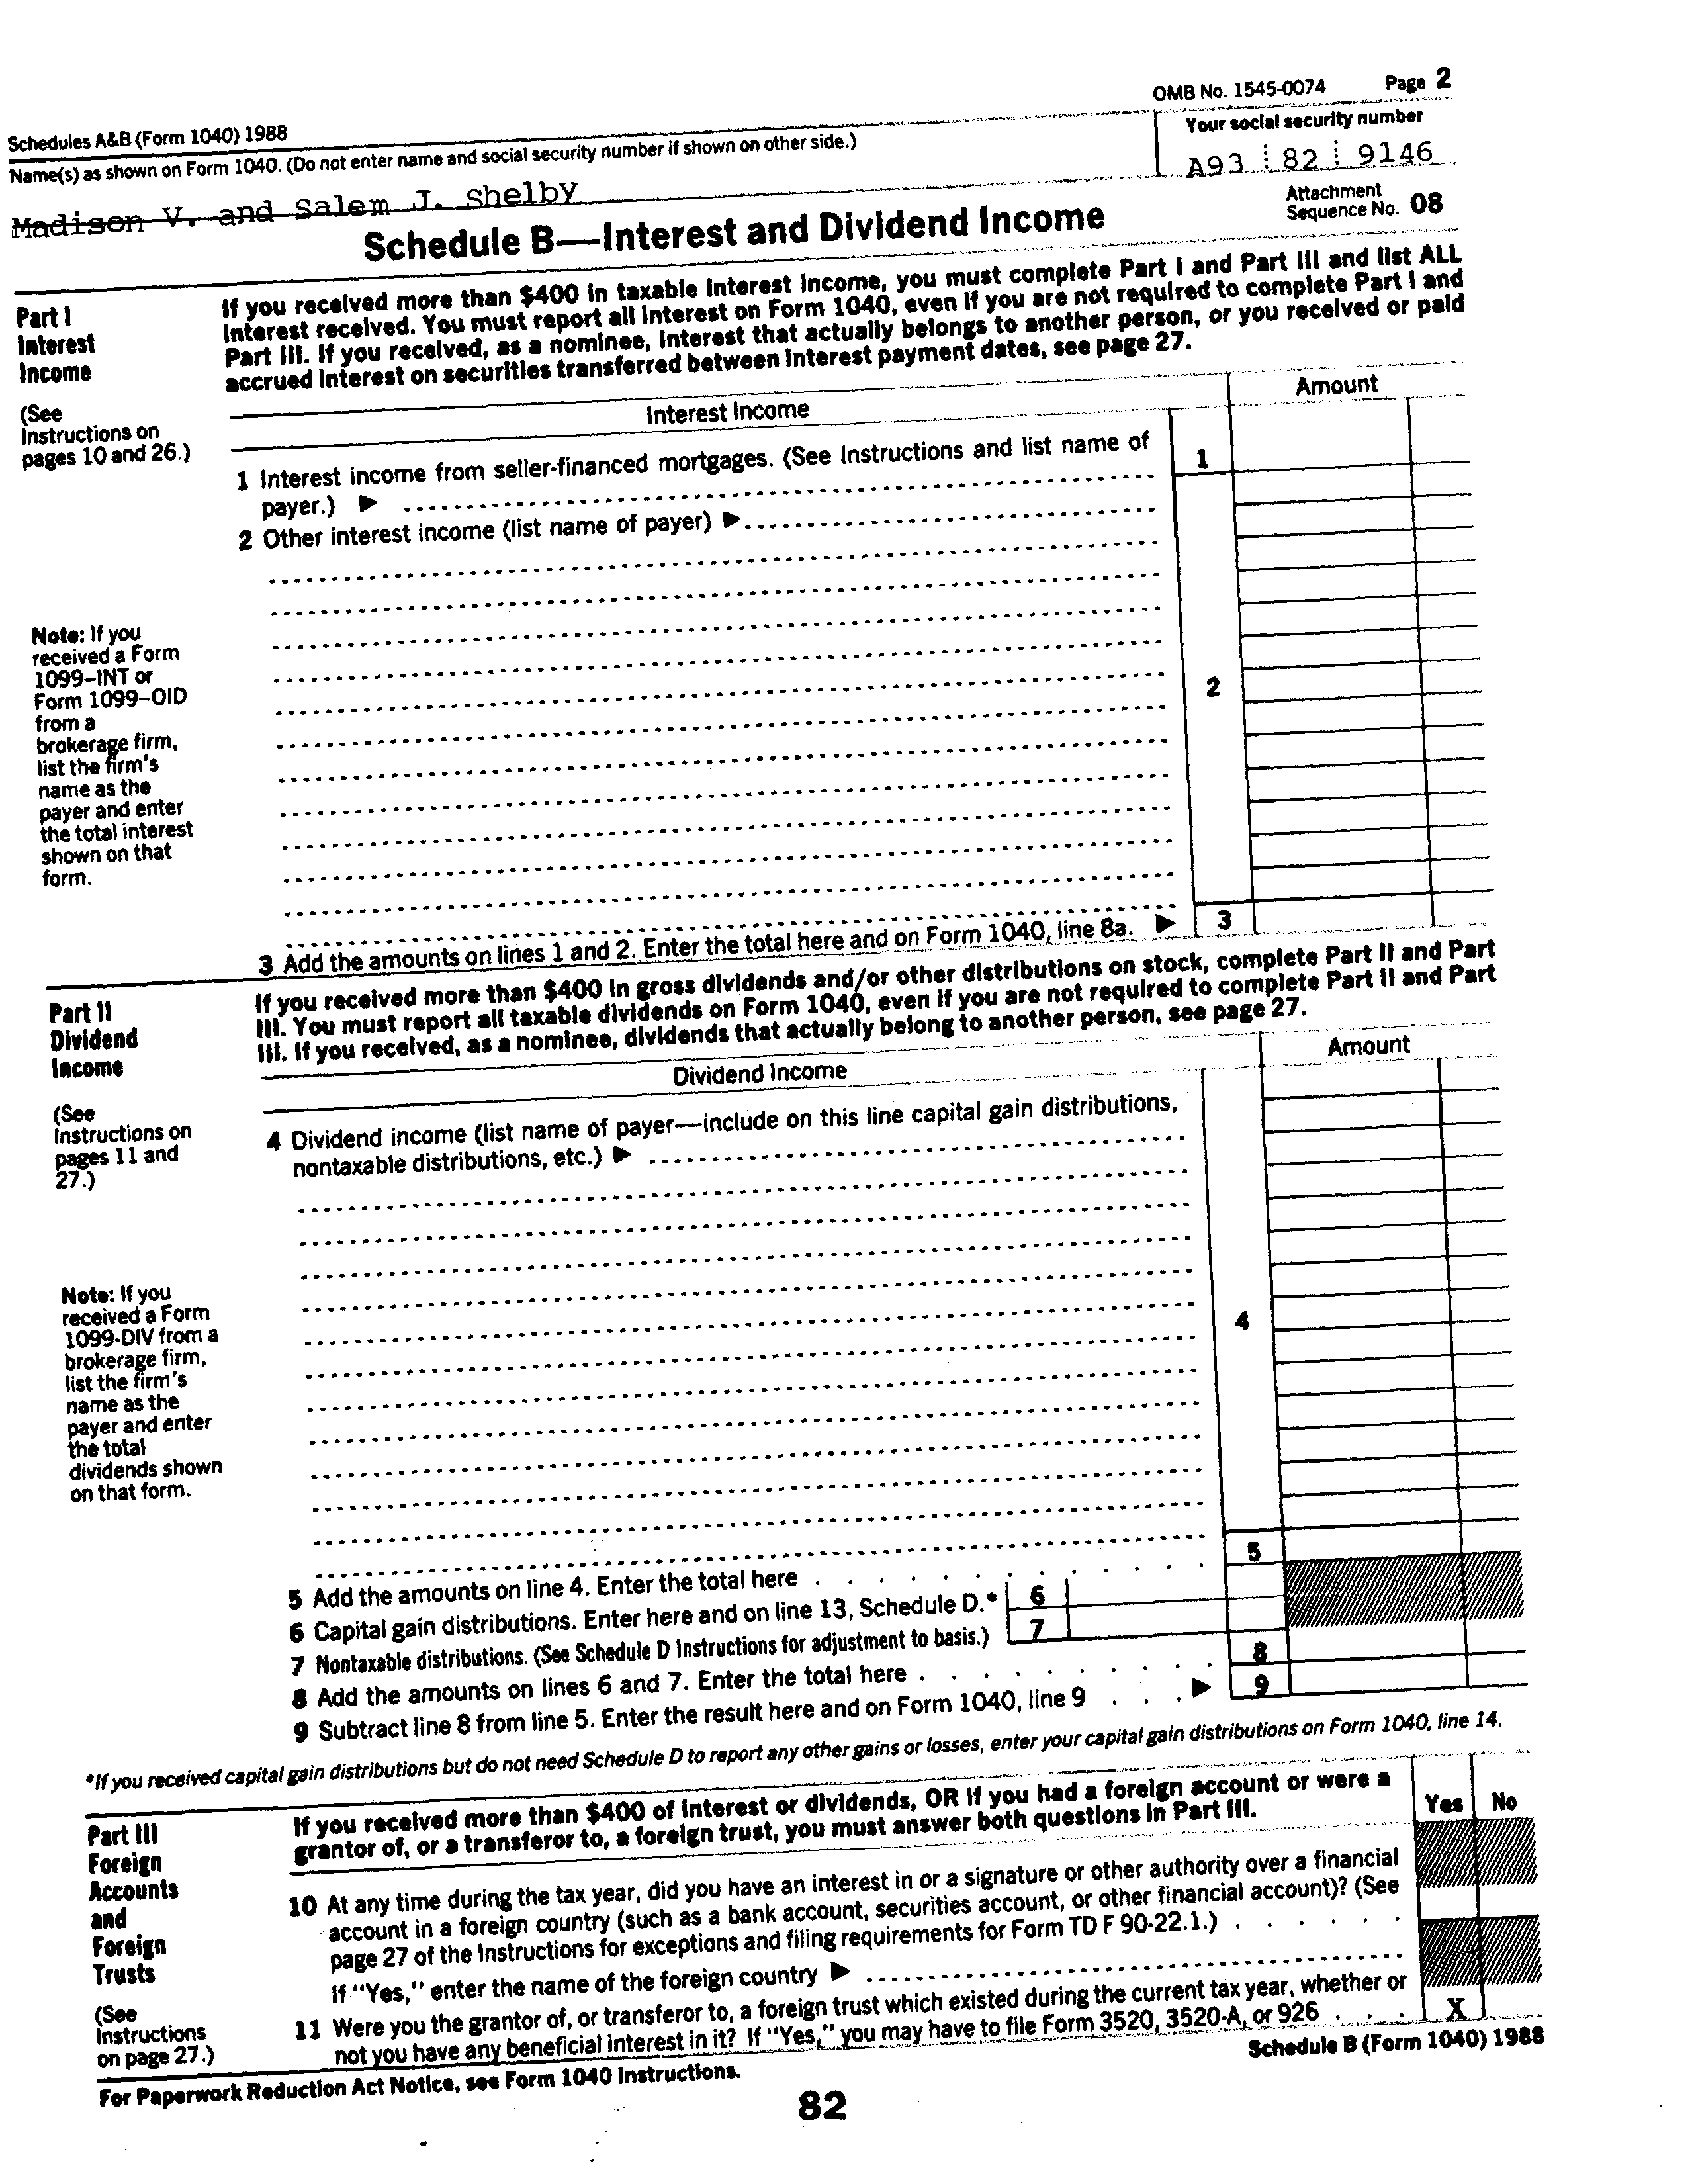 OMB No. 1545-0074 Page 2
Schedules A&B (Form 1040) 1988
Name(s) as shown on Form 1040. (Do not enter name and social security number if shown on other side.)
Your social security number
Madison V. and Salem J. Shelby
A93 82 9146
Schedule B—Interest and Dividend Income
Attachment
Sequence No. 08
Part I
Interest
Income
(See
Instructions on
pages 10 and 26.)
If you received more than $400 in taxable interest income, you must complete Part I and Part III and list ALL
interest received. You must report all interest on Form 1040, even if you are not required to complete Part I and
Part III. If you received, as a nominee, interest that actually belongs to another person, or you received or paid
accrued interest on securities transferred between interest payment dates, see page 27.
Interest Income
Amount
1 Interest income from seller-financed mortgages. (See Instructions and list name of
payer.) ▶
1
2 Other interest income (list name of payer) ▶
Note: If you
received a Form
1099–INT or
Form 1099–OID
from a
brokerage firm,
list the firm's
name as the
payer and enter
the total interest
shown on that
form.
2
3 Add the amounts on lines 1 and 2. Enter the total here and on Form 1040, line 8a. ▶ 3
Part II
Dividend
Income
(See
Instructions on
pages 11 and
27.)
If you received more than $400 in gross dividends and/or other distributions on stock, complete Part II and Part
III. You must report all taxable dividends on Form 1040, even if you are not required to complete Part II and Part
III. If you received, as a nominee, dividends that actually belong to another person, see page 27.
Dividend Income
Amount
4 Dividend income (list name of payer—include on this line capital gain distributions,
nontaxable distributions, etc.) ▶
Note: If you
received a Form
1099-DIV from a
brokerage firm,
list the firm's
name as the
payer and enter
the total
dividends shown
on that form.
4
5 Add the amounts on line 4. Enter the total here . . . . . . . . . . . . 5
6 Capital gain distributions. Enter here and on line 13, Schedule D.* 6
7 Nontaxable distributions. (See Schedule D Instructions for adjustment to basis.) 7
8 Add the amounts on lines 6 and 7. Enter the total here . . . . . . . . . . 8
9 Subtract line 8 from line 5. Enter the result here and on Form 1040, line 9 . . . ▶ 9
*If you received capital gain distributions but do not need Schedule D to report any other gains or losses, enter your capital gain distributions on Form 1040, line 14.
Part III
Foreign
Accounts
and
Foreign
Trusts
(See
Instructions
on page 27.)
If you received more than $400 of interest or dividends, OR if you had a foreign account or were a
grantor of, or a transferor to, a foreign trust, you must answer both questions in Part III.
Yes No
10 At any time during the tax year, did you have an interest in or a signature or other authority over a financial
account in a foreign country (such as a bank account, securities account, or other financial account)? (See
page 27 of the Instructions for exceptions and filing requirements for Form TD F 90-22.1.) . . . . . .
If "Yes," enter the name of the foreign country ▶
11 Were you the grantor of, or transferor to, a foreign trust which existed during the current tax year, whether or
not you have any beneficial interest in it? If "Yes," you may have to file Form 3520, 3520-A, or 926 . . . X
For Paperwork Reduction Act Notice, see Form 1040 Instructions.
Schedule B (Form 1040) 1988
82